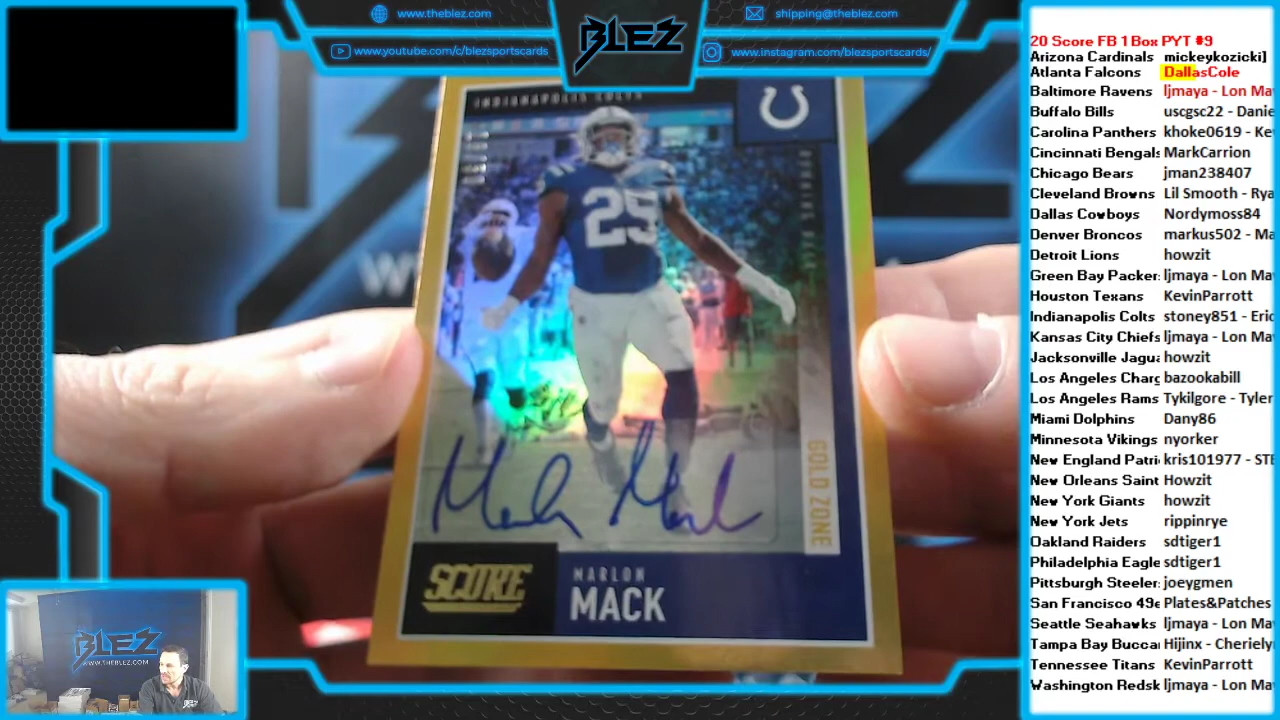 www.theblez.com
BLEZ
shipping@theblez.com
www.youtube.com/c/blezsportscards
www.instagram.com/blezsportscards/
INDIANAPOLIS COLTS
25
GOLD ZONE
Marlon Mack
SCORE
MARLON
MACK
BLEZ
WWW.THEBLEZ.COM
20 Score FB 1 Box PYT #9
Arizona Cardinals mickeykozicki]
Atlanta Falcons DallasCole
Baltimore Ravens ljmaya - Lon Ma
Buffalo Bills uscgsc22 - Danie
Carolina Panthers khoke0619 - Ke
Cincinnati Bengals MarkCarrion
Chicago Bears jman238407
Cleveland Browns Lil Smooth - Rya
Dallas Cowboys Nordymoss84
Denver Broncos markus502 - Ma
Detroit Lions howzit
Green Bay Packer ljmaya - Lon Ma
Houston Texans KevinParrott
Indianapolis Colts stoney851 - Eric
Kansas City Chiefs ljmaya - Lon Ma
Jacksonville Jagua howzit
Los Angeles Charg bazookabill
Los Angeles Rams Tykilgore - Tyler
Miami Dolphins Dany86
Minnesota Vikings nyorker
New England Patri kris101977 - STE
New Orleans Saint Howzit
New York Giants howzit
New York Jets rippinrye
Oakland Raiders sdtiger1
Philadelphia Eagle sdtiger1
Pittsburgh Steeler joeygmen
San Francisco 49e Plates&Patches
Seattle Seahawks ljmaya - Lon Ma
Tampa Bay Bucca Hijinx - Cheriely
Tennessee Titans KevinParrott
Washington Redsk ljmaya - Lon Ma